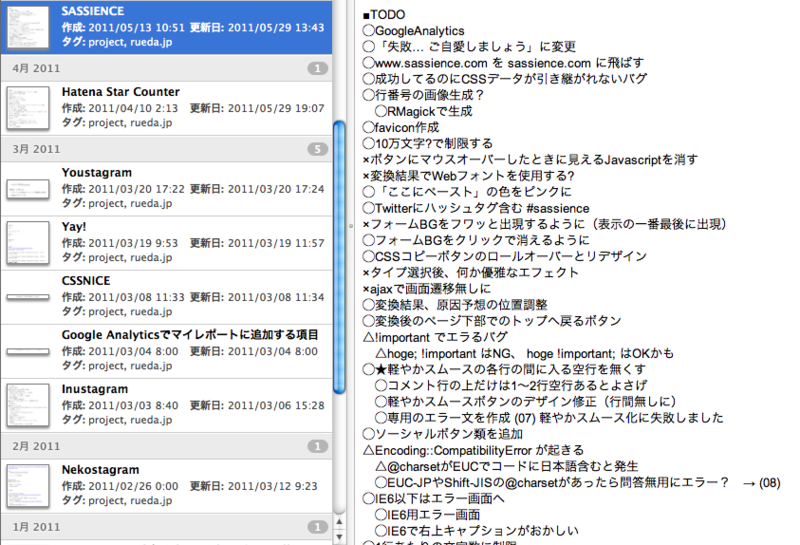 SASSIENCE
作成: 2011/05/13 10:51 更新日: 2011/05/29 13:43
タグ: project, rueda.jp
4月 2011 1
Hatena Star Counter
作成: 2011/04/10 2:13 更新日: 2011/05/29 19:07
タグ: project, rueda.jp
3月 2011 5
Youstagram
作成: 2011/03/20 17:22 更新日: 2011/03/20 17:24
タグ: project, rueda.jp
Yay!
作成: 2011/03/19 9:53 更新日: 2011/03/19 11:57
タグ: project, rueda.jp
CSSNICE
作成: 2011/03/08 11:33 更新日: 2011/03/08 11:34
タグ: project, rueda.jp
Google Analyticsでマイレポートに追加する項目
作成: 2011/03/04 8:00 更新日: 2011/03/04 8:00
タグ: project, rueda.jp
Inustagram
作成: 2011/03/03 8:40 更新日: 2011/03/06 15:28
タグ: project, rueda.jp
2月 2011 1
Nekostagram
作成: 2011/02/26 0:00 更新日: 2011/03/12 9:23
タグ: project, rueda.jp
1月 2011 1
■TODO
○GoogleAnalytics
○「失敗... ご自愛しましょう」に変更
○www.sassience.com を sassience.com に飛ばす
○成功してるのにCSSデータが引き継がれないバグ
○行番号の画像生成？
○RMagickで生成
○favicon作成
○10万文字?で制限する
×ボタンにマウスオーバーしたときに見えるJavascriptを消す
×変換結果でWebフォントを使用する?
○「ここにペースト」の色をピンクに
○Twitterにハッシュタグ含む #sassience
×フォームBGをフワッと出現するように（表示の一番最後に出現）
○フォームBGをクリックで消えるように
○CSSコピーボタンのロールオーバーとリデザイン
×タイプ選択後、何か優雅なエフェクト
×ajaxで画面遷移無しに
○変換結果、原因予想の位置調整
○変換後のページ下部でのトップへ戻るボタン
△!important でエラるバグ
△hoge; !important はNG、 hoge !important; はOKかも
○★軽やかスムースの各行の間に入る空行を無くす
○コメント行の上だけは1〜2行空行あるとよさげ
○軽やかスムースボタンのデザイン修正（行間無しに）
○専用のエラー文を作成 (07) 軽やかスムース化に失敗しました
○ソーシャルボタン類を追加
△Encoding::CompatibilityError が起きる
△@charsetがEUCでコードに日本語含むと発生
○EUC-JPやShift-JISの@charsetがあったら問答無用にエラー？ → (08)
○IE6以下はエラー画面へ
○IE6用エラー画面
○IE6で右上キャプションがおかしい
○1行あたりの文字数に制限